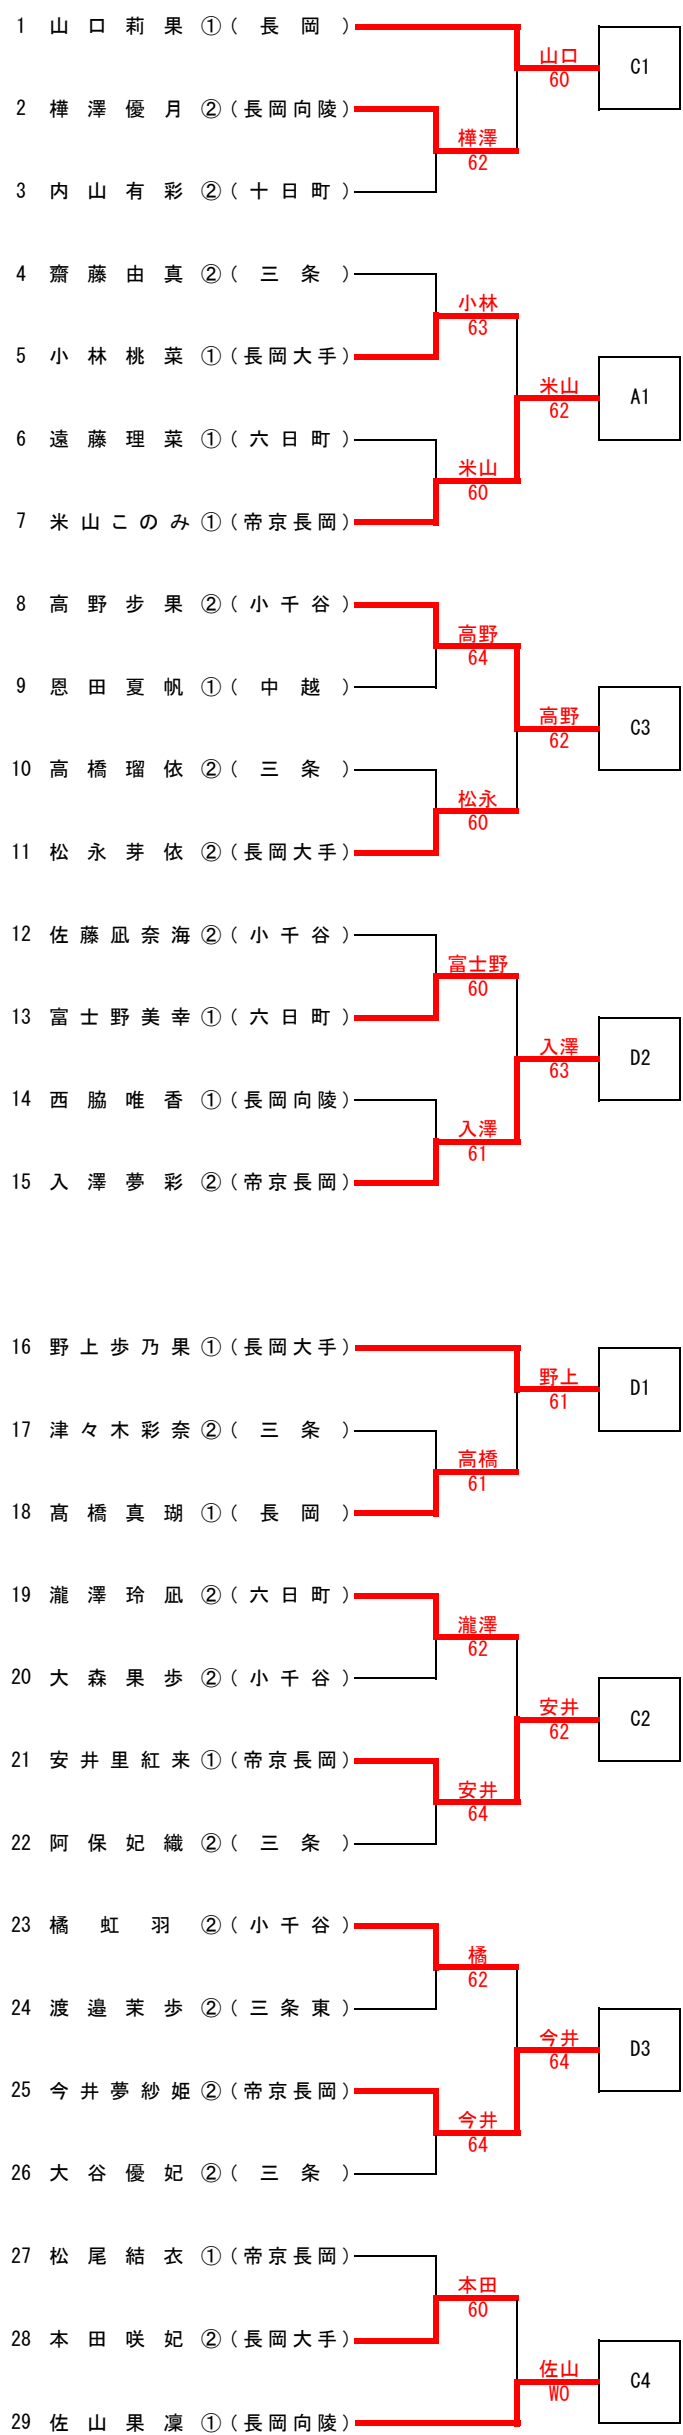 1 山口莉果 ①(長岡)
山口
60
C1
2 樺澤優月 ②(長岡向陵)
樺澤
62
3 内山有彩 ②(十日町)
4 齋藤由真 ②(三条)
小林
63
5 小林桃菜 ①(長岡大手)
米山
62
A1
6 遠藤理菜 ①(六日町)
米山
60
7 米山このみ ①(帝京長岡)
8 高野歩果 ②(小千谷)
高野
64
9 恩田夏帆 ①(中越)
高野
62
C3
10 高橋瑠依 ②(三条)
松永
60
11 松永芽依 ②(長岡大手)
12 佐藤凪奈海 ②(小千谷)
富士野
60
13 富士野美幸 ①(六日町)
入澤
63
D2
14 西脇唯香 ①(長岡向陵)
入澤
61
15 入澤夢彩 ②(帝京長岡)
16 野上歩乃果 ①(長岡大手)
野上
61
D1
17 津々木彩奈 ②(三条)
高橋
61
18 髙橋真瑚 ①(長岡)
19 瀧澤玲凪 ②(六日町)
瀧澤
62
20 大森果歩 ②(小千谷)
安井
62
C2
21 安井里紅来 ①(帝京長岡)
安井
64
22 阿保妃織 ②(三条)
23 橘虹羽 ②(小千谷)
橘
62
24 渡邉茉歩 ②(三条東)
今井
64
D3
25 今井夢紗姫 ②(帝京長岡)
今井
64
26 大谷優妃 ②(三条)
27 松尾結衣 ①(帝京長岡)
本田
60
28 本田咲妃 ②(長岡大手)
佐山
WO
C4
29 佐山果凜 ①(長岡向陵)